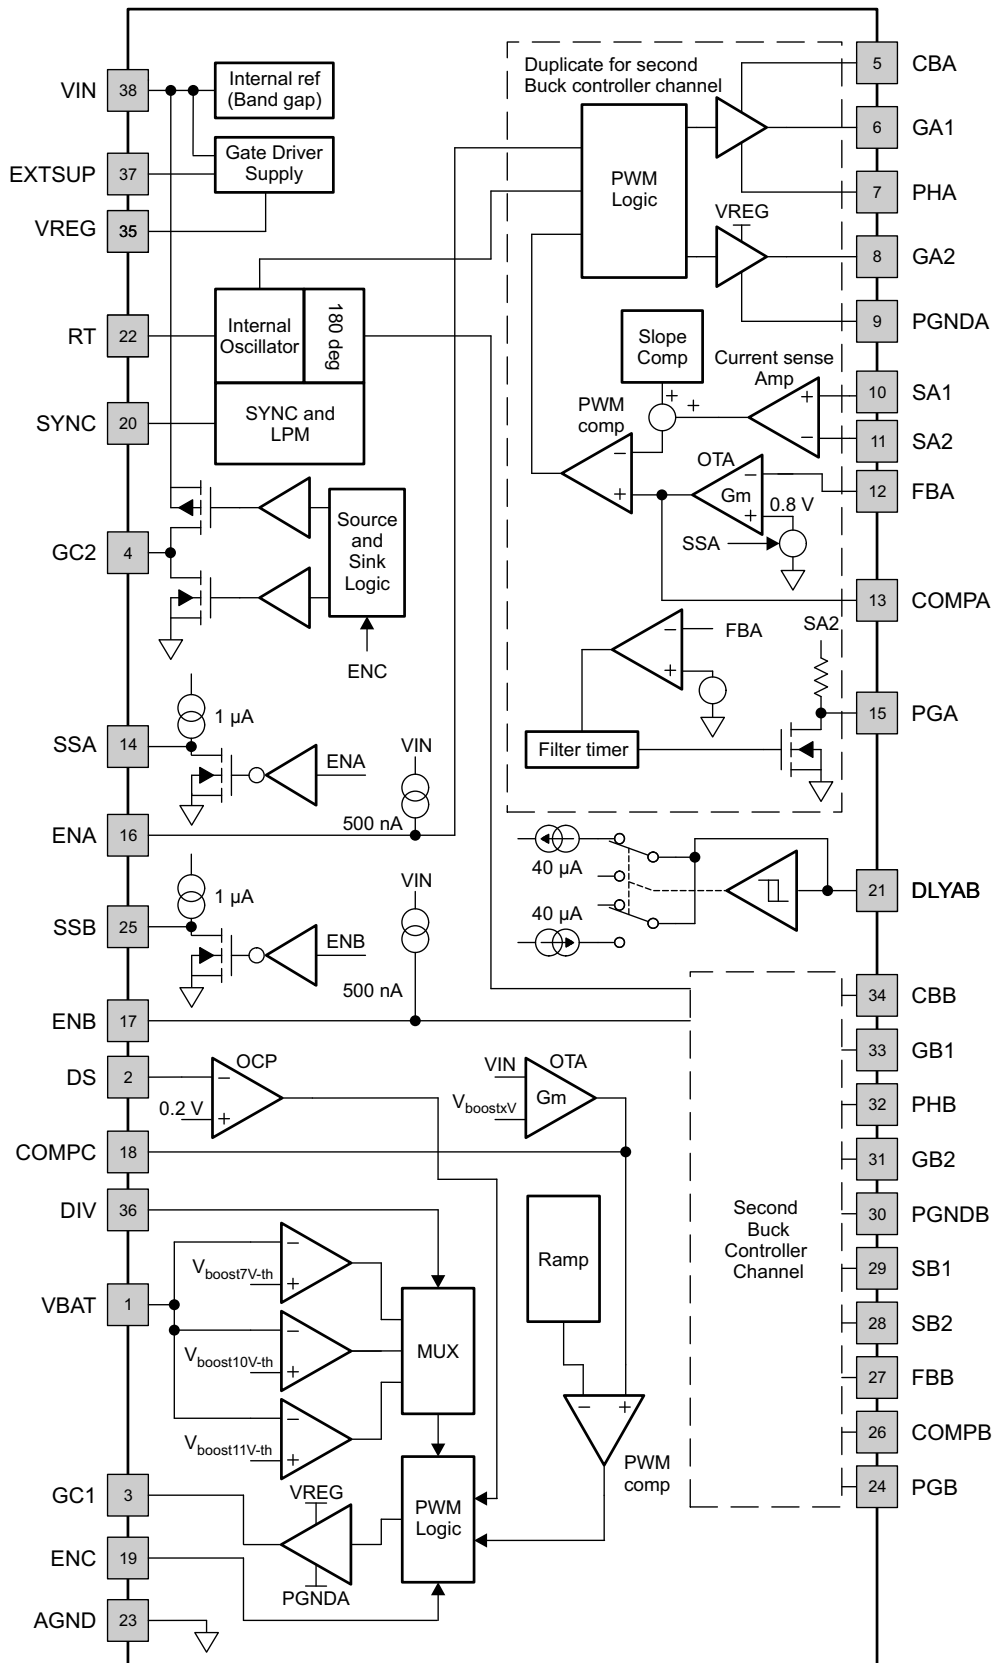 VIN
38
Internal ref
(Band gap)
EXTSUP
37
Gate Driver
Supply
VREG
35
RT
22
Internal
Oscillator
180 deg
SYNC
20
SYNC and
LPM
GC2
4
Source
and
Sink
Logic
ENC
1 µA
SSA
14
ENA
VIN
500 nA
ENA
16
1 µA
SSB
25
ENB
VIN
500 nA
ENB
17
DS
2
OCP
−
+
0.2 V
VIN
VboostxV
OTA
Gm
COMPC
18
DIV
36
VBAT
1
Vboost7V-th
−
+
Vboost10V-th
−
+
Vboost11V-th
−
+
MUX
Ramp
−
+
PWM
comp
GC1
3
VREG
PGNDA
PWM
Logic
ENC
19
AGND
23
Duplicate for second
Buck controller channel
PWM
Logic
VREG
5
CBA
6
GA1
7
PHA
8
GA2
9
PGNDA
Slope
Comp
Current sense
Amp
+
+
+
−
10
SA1
11
SA2
PWM
comp
−
+
OTA
Gm
−
+
0.8 V
SSA
12
FBA
13
COMPA
−
+
FBA
SA2
Filter timer
15
PGA
40 µA
40 µA
21
DLYAB
Second
Buck
Controller
Channel
34
CBB
33
GB1
32
PHB
31
GB2
30
PGNDB
29
SB1
28
SB2
27
FBB
26
COMPB
24
PGB